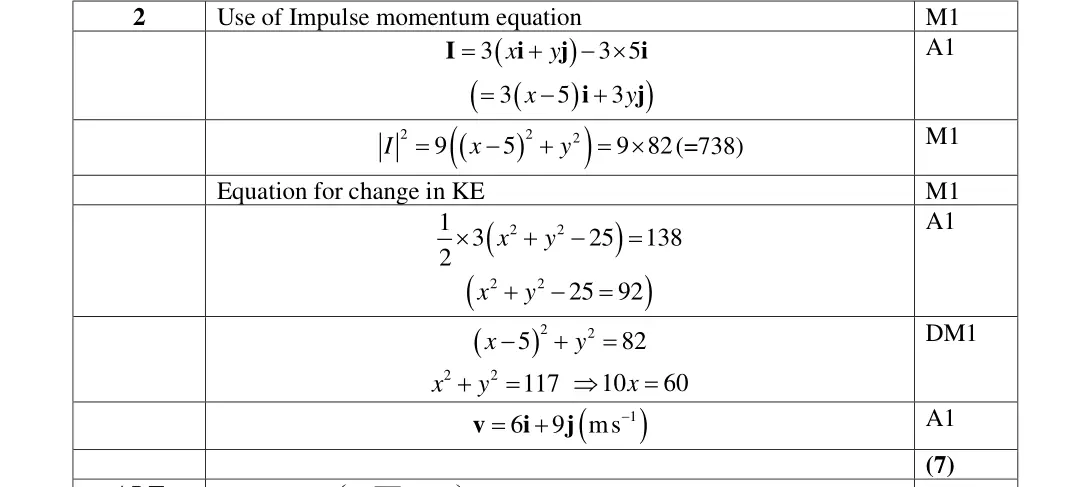 2 Use of Impulse momentum equation M1
I = 3(xi + yj) − 3×5i A1
(= 3(x − 5)i + 3yj)
|I|² = 9((x − 5)² + y²) = 9×82 (=738) M1
Equation for change in KE M1
1/2 × 3(x² + y² − 25) = 138 A1
(x² + y² − 25 = 92)
(x − 5)² + y² = 82 DM1
x² + y² = 117 ⇒ 10x = 60
v = 6i + 9j (m s⁻¹) A1
(7)